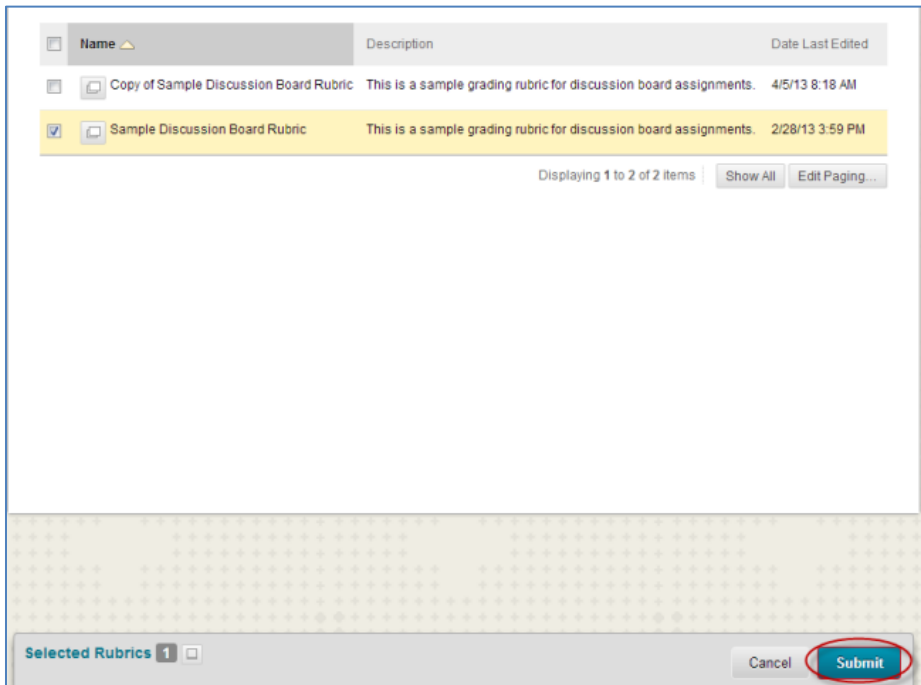 Name Description Date Last Edited
Copy of Sample Discussion Board Rubric This is a sample grading rubric for discussion board assignments. 4/5/13 8:18 AM
Sample Discussion Board Rubric This is a sample grading rubric for discussion board assignments. 2/28/13 3:59 PM
Displaying 1 to 2 of 2 items Show All Edit Paging...
Selected Rubrics 1
Cancel Submit